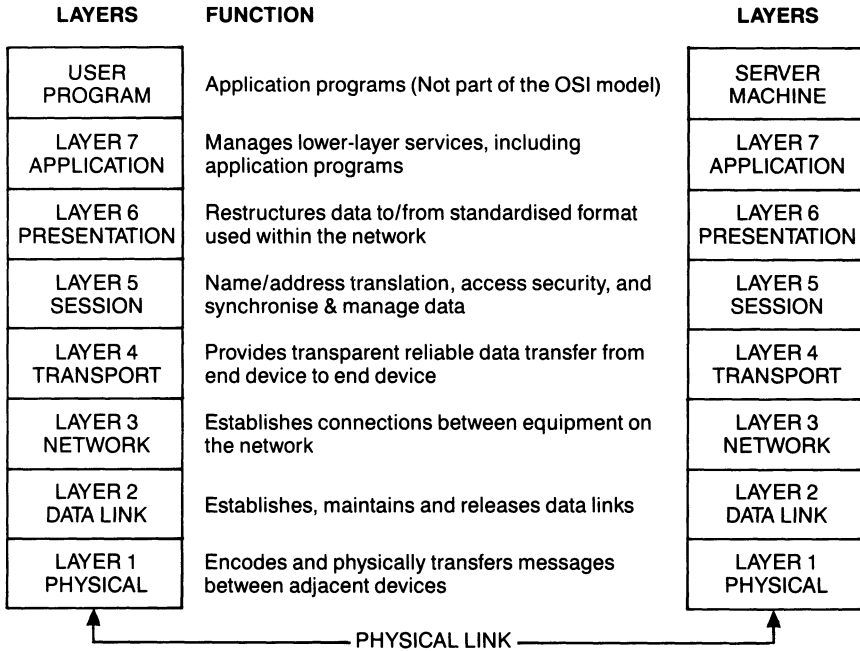 LAYERS FUNCTION LAYERS
USER
PROGRAM
Application programs (Not part of the OSI model)
SERVER
MACHINE
LAYER 7
APPLICATION
Manages lower-layer services, including
application programs
LAYER 7
APPLICATION
LAYER 6
PRESENTATION
Restructures data to/from standardised format
used within the network
LAYER 6
PRESENTATION
LAYER 5
SESSION
Name/address translation, access security, and
synchronise & manage data
LAYER 5
SESSION
LAYER 4
TRANSPORT
Provides transparent reliable data transfer from
end device to end device
LAYER 4
TRANSPORT
LAYER 3
NETWORK
Establishes connections between equipment on
the network
LAYER 3
NETWORK
LAYER 2
DATA LINK
Establishes, maintains and releases data links
LAYER 2
DATA LINK
LAYER 1
PHYSICAL
Encodes and physically transfers messages
between adjacent devices
LAYER 1
PHYSICAL
PHYSICAL LINK